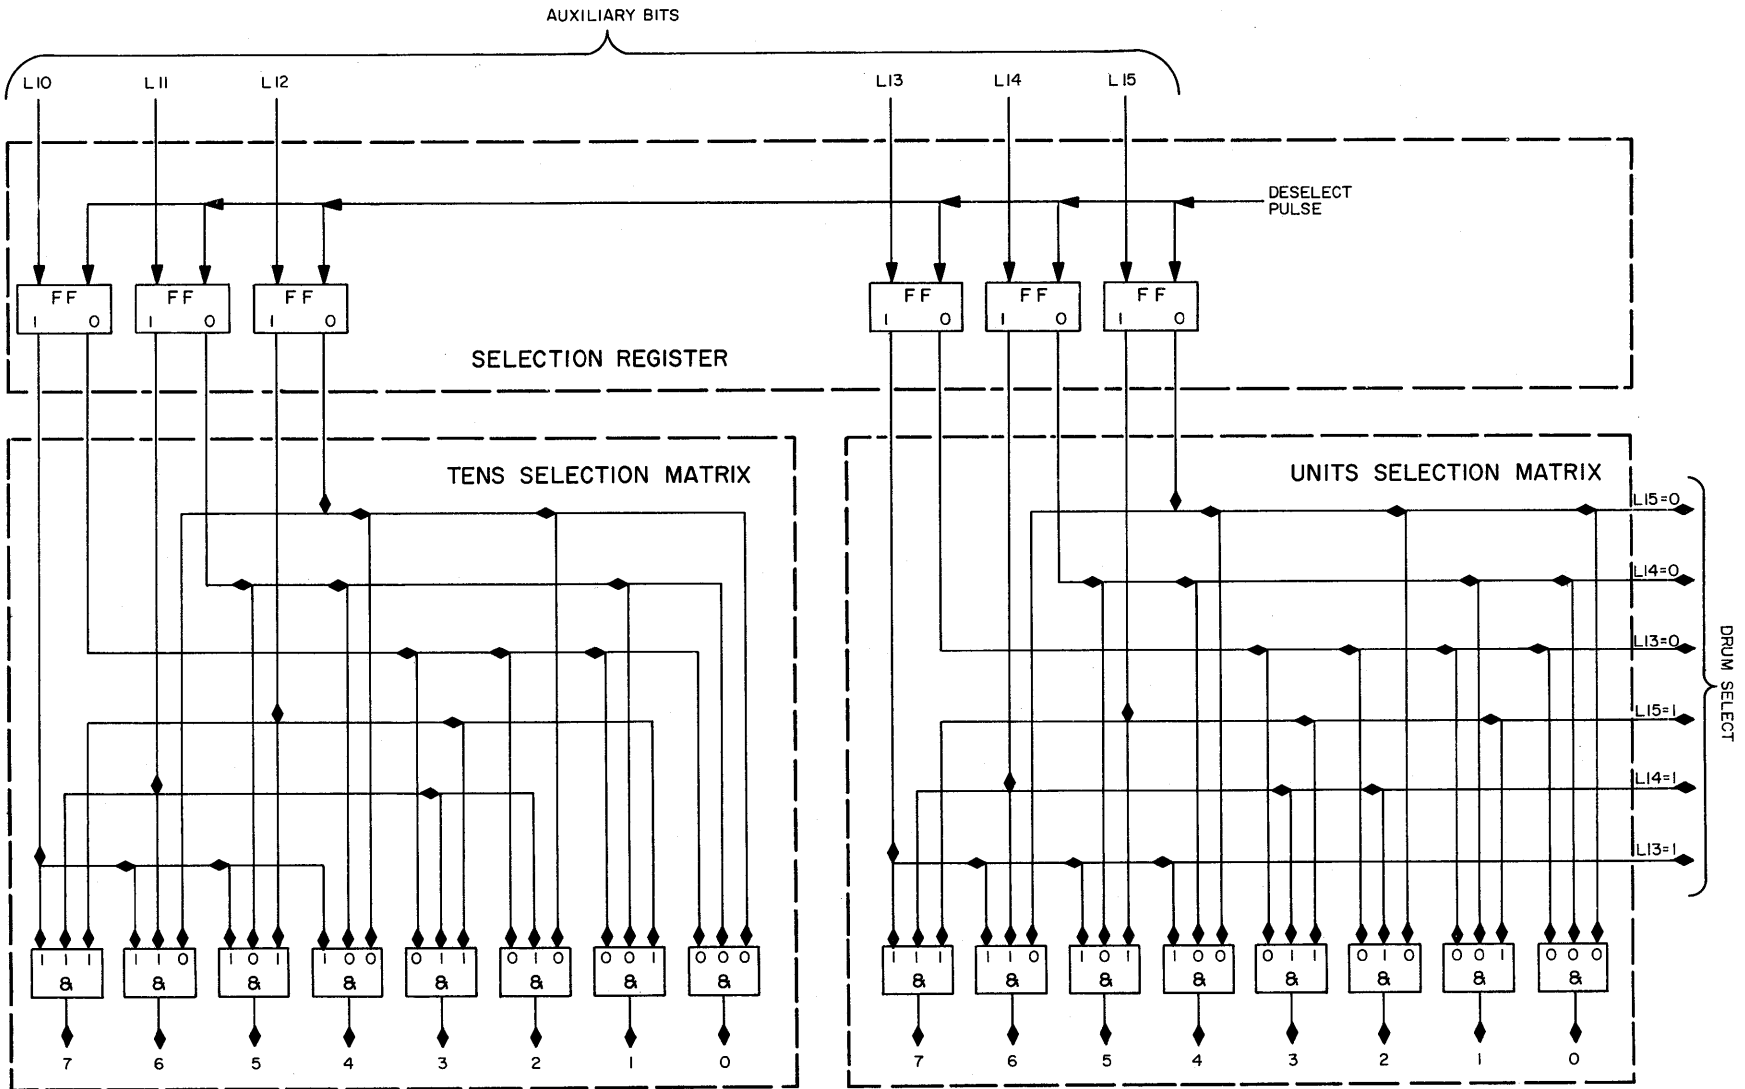 AUXILIARY BITS
L10 L11 L12 L13 L14 L15
DESELECT
PULSE
FF FF FF FF FF FF
1 0 1 0 1 0 1 0 1 0 1 0
SELECTION REGISTER
TENS SELECTION MATRIX
UNITS SELECTION MATRIX
L15=0
L14=0
L13=0
L15=1
L14=1
L13=1
DRUM SELECT
1 1 1 1 1 0 1 0 1 1 0 0 0 1 1 0 1 0 0 0 1 0 0 0
& & & & & & & &
7 6 5 4 3 2 1 0
1 1 1 1 1 0 1 0 1 1 0 0 0 1 1 0 1 0 0 0 1 0 0 0
& & & & & & & &
7 6 5 4 3 2 1 0